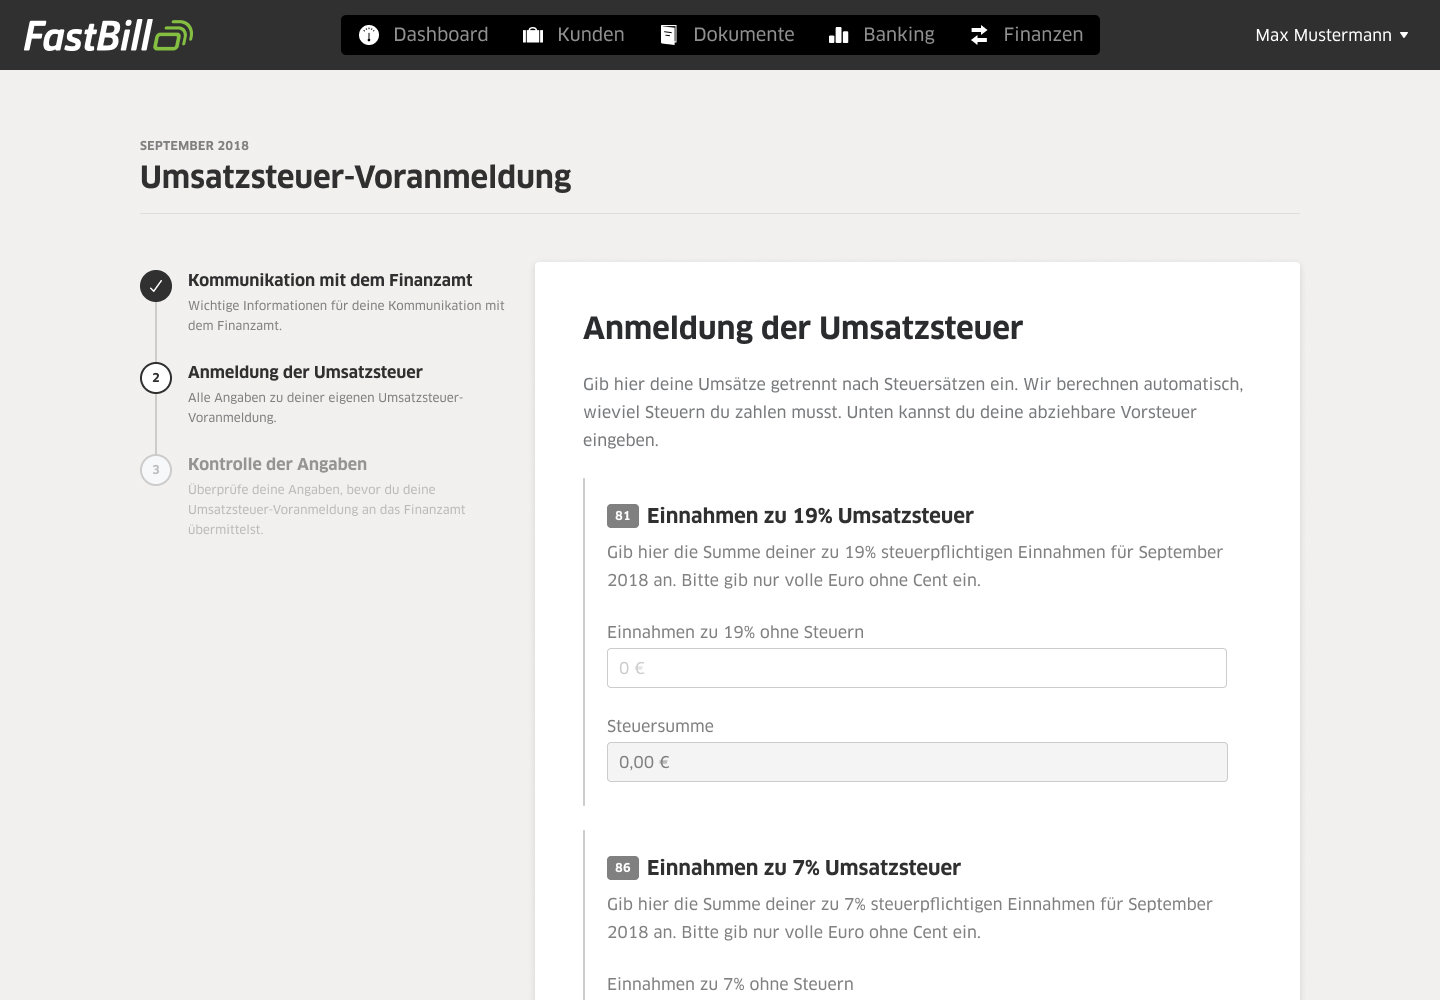 FastBill
Dashboard
Kunden
Dokumente
Banking
Finanzen
Max Mustermann
SEPTEMBER 2018
Umsatzsteuer-Voranmeldung
Kommunikation mit dem Finanzamt
Wichtige Informationen für deine Kommunikation mit
dem Finanzamt.
2
Anmeldung der Umsatzsteuer
Alle Angaben zu deiner eigenen Umsatzsteuer-
Voranmeldung.
3
Kontrolle der Angaben
Überprüfe deine Angaben, bevor du deine
Umsatzsteuer-Voranmeldung an das Finanzamt
übermittelst.
Anmeldung der Umsatzsteuer
Gib hier deine Umsätze getrennt nach Steuersätzen ein. Wir berechnen automatisch,
wieviel Steuern du zahlen musst. Unten kannst du deine abziehbare Vorsteuer
eingeben.
81 Einnahmen zu 19% Umsatzsteuer
Gib hier die Summe deiner zu 19% steuerpflichtigen Einnahmen für September
2018 an. Bitte gib nur volle Euro ohne Cent ein.
Einnahmen zu 19% ohne Steuern
0 €
Steuersumme
0,00 €
86 Einnahmen zu 7% Umsatzsteuer
Gib hier die Summe deiner zu 7% steuerpflichtigen Einnahmen für September
2018 an. Bitte gib nur volle Euro ohne Cent ein.
Einnahmen zu 7% ohne Steuern